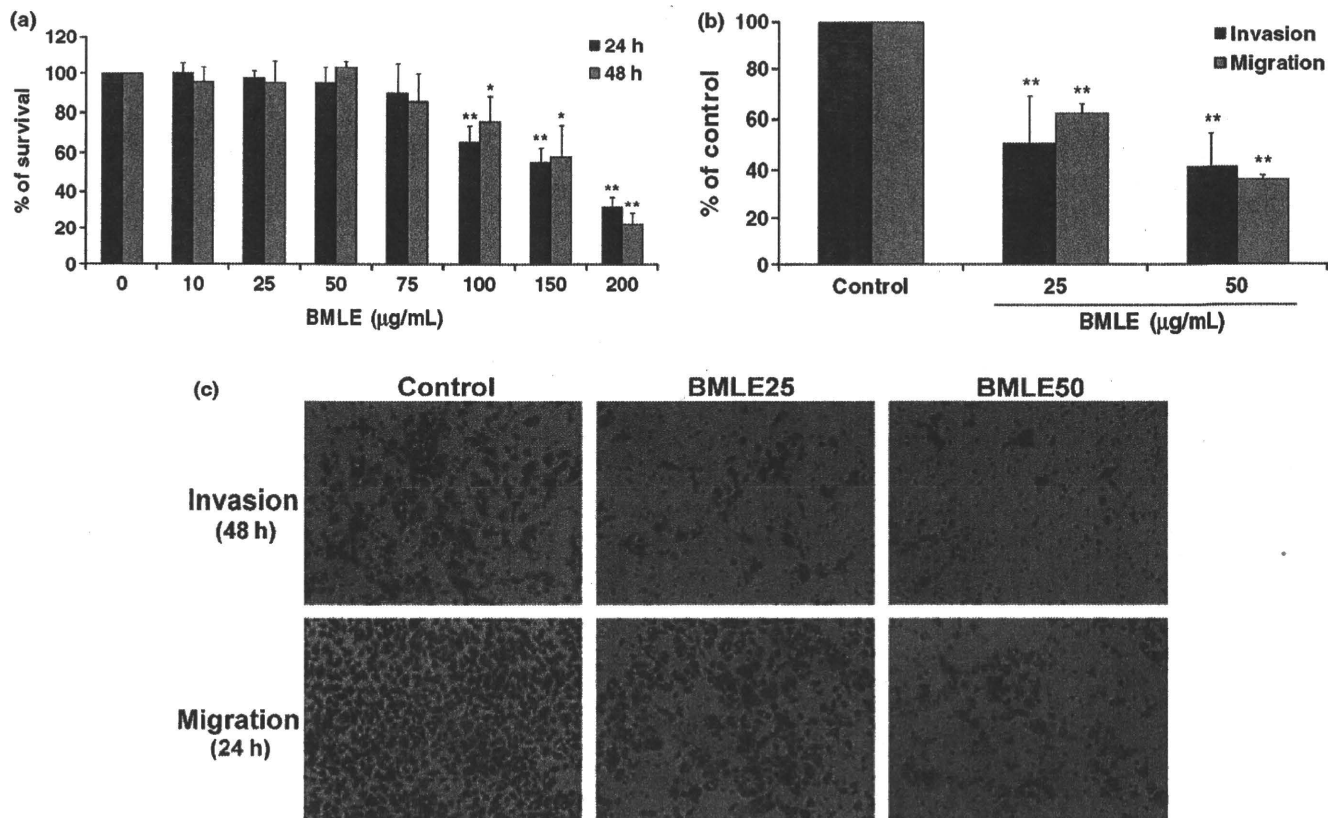 (a)
120
100
80
60
40
20
0
% of survival
24 h
48 h
** * ** * ** **
0 10 25 50 75 100 150 200
BMLE (µg/mL)
(b)
100
80
60
40
20
0
% of control
Invasion
Migration
** ** ** **
Control 25 50
BMLE (µg/mL)
(c)
Control BMLE25 BMLE50
Invasion
(48 h)
Migration
(24 h)